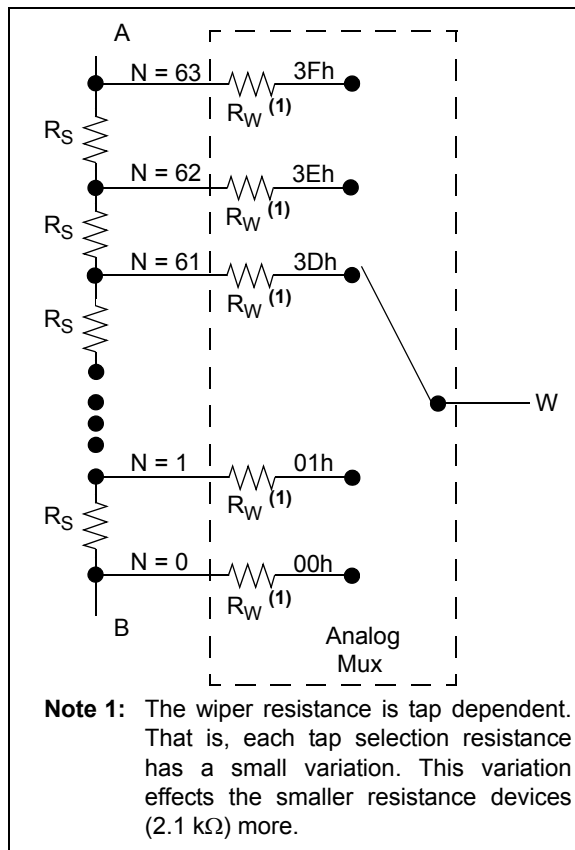 A
N = 63 RW (1) 3Fh
RS
N = 62 RW (1) 3Eh
RS
N = 61 RW (1) 3Dh
RS
W
N = 1 RW (1) 01h
RS
N = 0 RW (1) 00h
B
Analog
Mux
Note 1: The wiper resistance is tap dependent.
That is, each tap selection resistance
has a small variation. This variation
effects the smaller resistance devices
(2.1 kΩ) more.